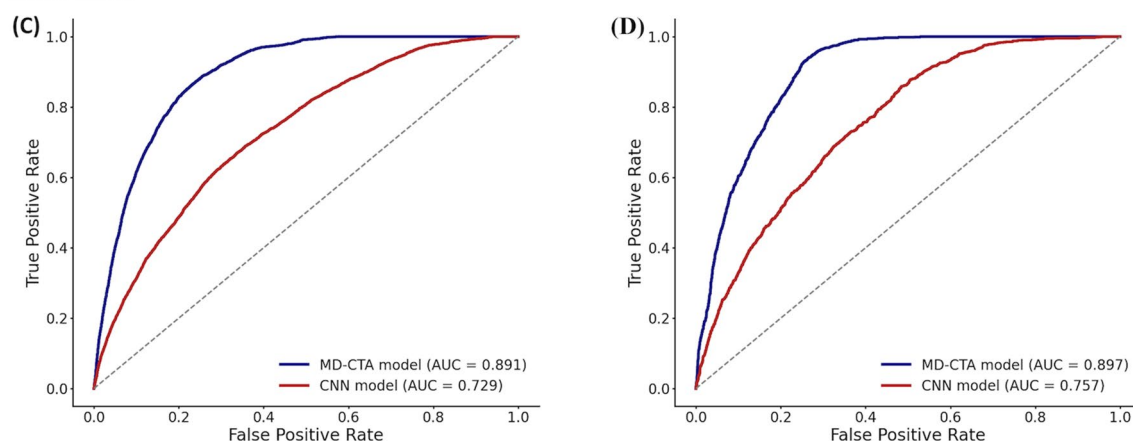 (C)
1.0
0.8
0.6
0.4
0.2
0.0
True Positive Rate
MD-CTA model (AUC = 0.891)
CNN model (AUC = 0.729)
0.0 0.2 0.4 0.6 0.8 1.0
False Positive Rate
(D)
1.0
0.8
0.6
0.4
0.2
0.0
True Positive Rate
MD-CTA model (AUC = 0.897)
CNN model (AUC = 0.757)
0.0 0.2 0.4 0.6 0.8 1.0
False Positive Rate